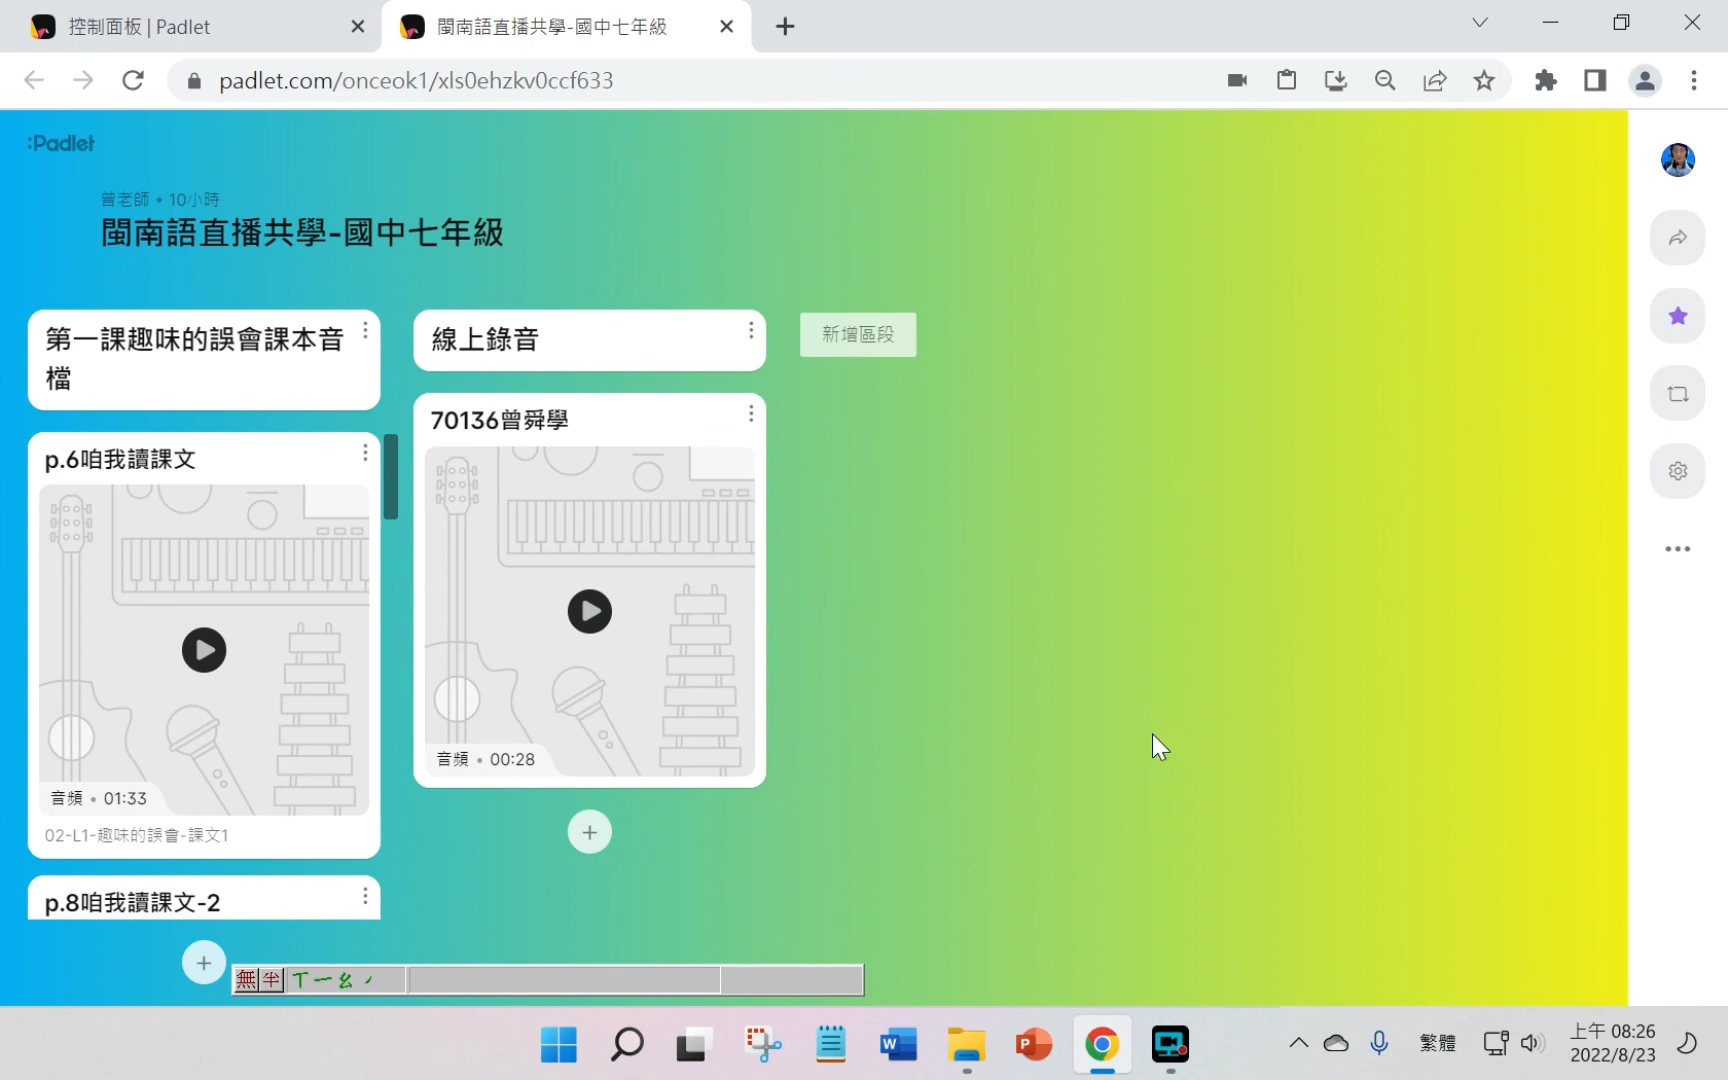 控制面板 | Padlet
閩南語直播共學-國中七年級
padlet.com/onceok1/xls0ehzkv0ccf633
:Padlet
曾老師 • 10小時
閩南語直播共學-國中七年級
第一課趣味的誤會課本音
檔
p.6咱我讀課文
音頻 • 01:33
02-L1-趣味的誤會-課文1
p.8咱我讀課文-2
線上錄音
70136曾舜學
音頻 • 00:28
新增區段
無半 ㄒㄧㄠˊ
繁體
上午 08:26
2022/8/23